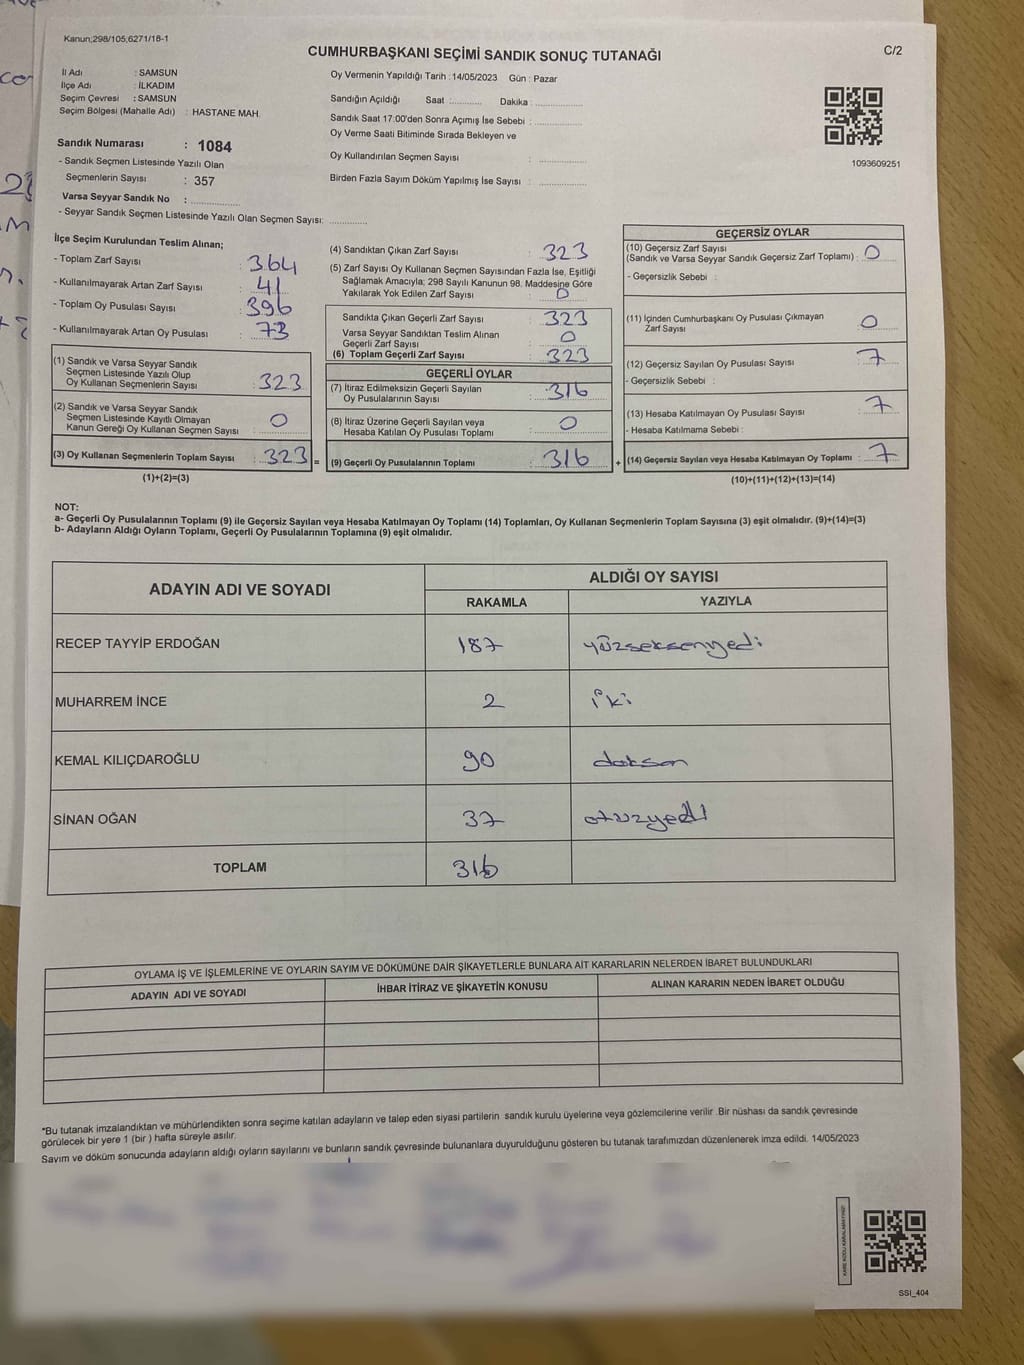 Kanun;298/105;6271/18-1
CUMHURBAŞKANI SEÇİMİ SANDIK SONUÇ TUTANAĞI
C/2
İl Adı : SAMSUN
İlçe Adı : İLKADIM
Seçim Çevresi : SAMSUN
Seçim Bölgesi (Mahalle Adı) : HASTANE MAH.
Sandık Numarası : 1084
- Sandık Seçmen Listesinde Yazılı Olan
Seçmenlerin Sayısı : 357
Varsa Seyyar Sandık No :
- Seyyar Sandık Seçmen Listesinde Yazılı Olan Seçmen Sayısı:
Oy Vermenin Yapıldığı Tarih : 14/05/2023 Gün : Pazar
Sandığın Açıldığı Saat : Dakika :
Sandık Saat 17:00'den Sonra Açımış İse Sebebi :
Oy Verme Saati Bitiminde Sırada Bekleyen ve
Oy Kullandırılan Seçmen Sayısı :
Birden Fazla Sayım Döküm Yapılmış İse Sayısı :
1093609251
İlçe Seçim Kurulundan Teslim Alınan;
- Toplam Zarf Sayısı : 364
- Kullanılmayarak Artan Zarf Sayısı : 41
- Toplam Oy Pusulası Sayısı : 396
- Kullanılmayarak Artan Oy Pusulası : 73
(1) Sandık ve Varsa Seyyar Sandık
Seçmen Listesinde Yazılı Olup
Oy Kullanan Seçmenlerin Sayısı : 323
(2) Sandık ve Varsa Seyyar Sandık
Seçmen Listesinde Kayıtlı Olmayan
Kanun Gereği Oy Kullanan Seçmen Sayısı : 0
(3) Oy Kullanan Seçmenlerin Toplam Sayısı : 323 =
(1)+(2)=(3)
(4) Sandıktan Çıkan Zarf Sayısı : 323
(5) Zarf Sayısı Oy Kullanan Seçmen Sayısından Fazla İse, Eşitliği
Sağlamak Amacıyla; 298 Sayılı Kanunun 98. Maddesine Göre
Yakılarak Yok Edilen Zarf Sayısı : 0
Sandıkta Çıkan Geçerli Zarf Sayısı : 323
Varsa Seyyar Sandıktan Teslim Alınan
Geçerli Zarf Sayısı : 0
(6) Toplam Geçerli Zarf Sayısı : 323
GEÇERLİ OYLAR
(7) İtiraz Edilmeksizin Geçerli Sayılan
Oy Pusulalarının Sayısı : 316
(8) İtiraz Üzerine Geçerli Sayılan veya
Hesaba Katılan Oy Pusulası Toplamı : 0
(9) Geçerli Oy Pusulalarının Toplamı : 316 +
GEÇERSİZ OYLAR
(10) Geçersiz Zarf Sayısı
(Sandık ve Varsa Seyyar Sandık Geçersiz Zarf Toplamı) : 0
- Geçersizlik Sebebi :
(11) İçinden Cumhurbaşkanı Oy Pusulası Çıkmayan
Zarf Sayısı : 0
(12) Geçersiz Sayılan Oy Pusulası Sayısı : 7
- Geçersizlik Sebebi :
(13) Hesaba Katılmayan Oy Pusulası Sayısı : 7
- Hesaba Katılmama Sebebi :
(14) Geçersiz Sayılan veya Hesaba Katılmayan Oy Toplamı : 7
(10)+(11)+(12)+(13)=(14)
NOT:
a- Geçerli Oy Pusulalarının Toplamı (9) ile Geçersiz Sayılan veya Hesaba Katılmayan Oy Toplamı (14) Toplamları, Oy Kullanan Seçmenlerin Toplam Sayısına (3) eşit olmalıdır. (9)+(14)=(3)
b- Adayların Aldığı Oyların Toplamı, Geçerli Oy Pusulalarının Toplamına (9) eşit olmalıdır.
ADAYIN ADI VE SOYADI
ALDIĞI OY SAYISI
RAKAMLA YAZIYLA
RECEP TAYYİP ERDOĞAN 187 yüzseksenyedi
MUHARREM İNCE 2 iki
KEMAL KILIÇDAROĞLU 90 doksan
SİNAN OĞAN 37 otuzyedi
TOPLAM 316
OYLAMA İŞ VE İŞLEMLERİNE VE OYLARIN SAYIM VE DÖKÜMÜNE DAİR ŞİKAYETLERLE BUNLARA AİT KARARLARIN NELERDEN İBARET BULUNDUKLARI
ADAYIN ADI VE SOYADI İHBAR İTİRAZ VE ŞİKAYETİN KONUSU ALINAN KARARIN NEDEN İBARET OLDUĞU
*Bu tutanak imzalandıktan ve mühürlendikten sonra seçime katılan adayların ve talep eden siyasi partilerin sandık kurulu üyelerine veya gözlemcilerine verilir .Bir nüshası da sandık çevresinde
görülecek bir yere 1 (bir ) hafta süreyle asılır.
Sayım ve döküm sonucunda adayların aldığı oyların sayılarını ve bunların sandık çevresinde bulunanlara duyurulduğunu gösteren bu tutanak tarafımızdan düzenlenerek imza edildi. 14/05/2023
SSI_404